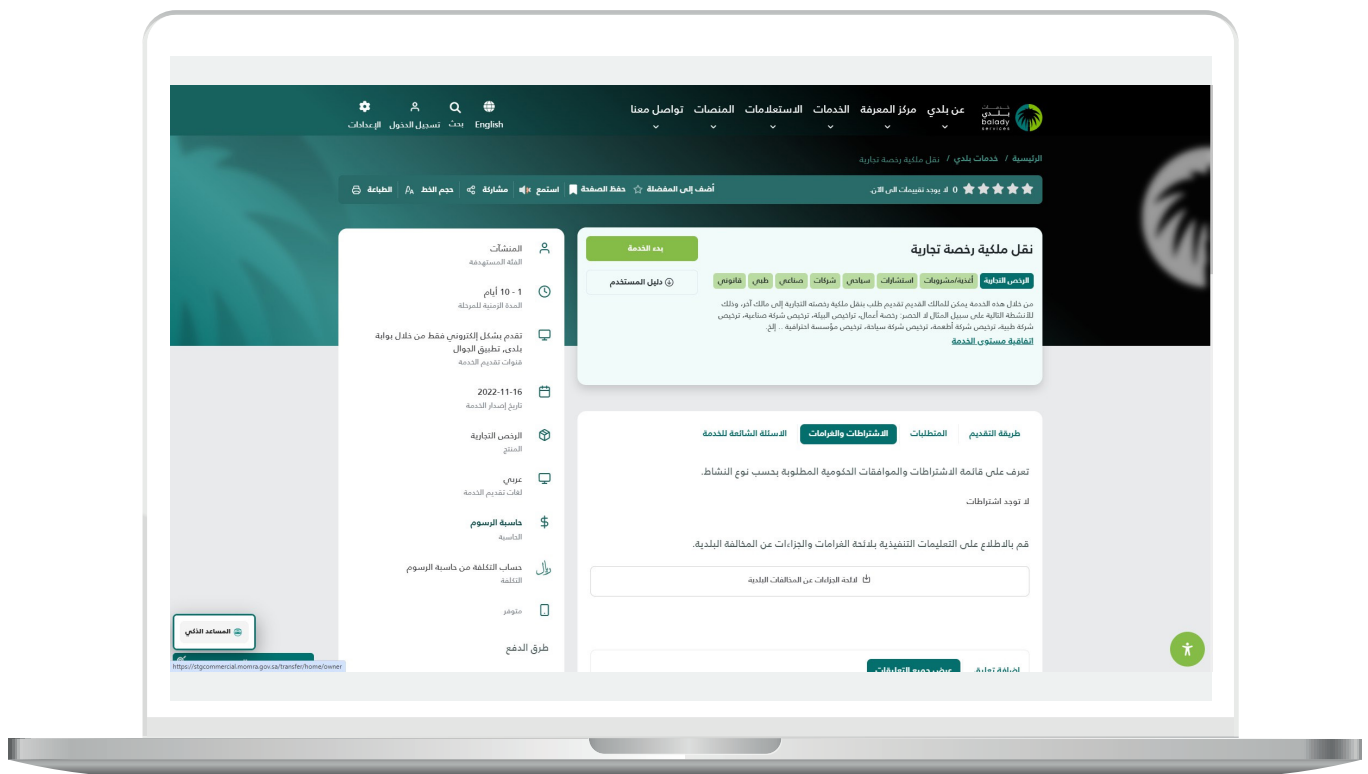 خدمات
بلدي
balady
services
عن بلدي
مركز المعرفة
الخدمات
الاستعلامات
المنصات
تواصل معنا
English
بحث
تسجيل الدخول
الإعدادات
الرئيسية / خدمات بلدي / نقل ملكية رخصة تجارية
0 لا يوجد تقييمات الى الآن.
أضف إلى المفضلة
حفظ الصفحة
استمع
مشاركة
حجم الخط
الطباعة
نقل ملكية رخصة تجارية
بدء الخدمة
دليل المستخدم
الرخص التجارية
أغذية/مشروبات
استشارات
سياحي
شركات
صناعي
طبي
قانوني
من خلال هذه الخدمة يمكن للمالك القديم تقديم طلب بنقل ملكية رخصته التجارية إلى مالك آخر، وذلك
للأنشطة التالية على سبيل المثال لا الحصر: رخصة أعمال، تراخيص البيئة، ترخيص شركة صناعية، ترخيص
شركة طبية، ترخيص شركة أطعمة، ترخيص شركة سياحة، ترخيص مؤسسة احترافية .. إلخ.
اتفاقية مستوى الخدمة
المنشآت
الفئة المستهدفة
1 - 10 أيام
المدة الزمنية للمرحلة
تقدم بشكل إلكتروني فقط من خلال بوابة
بلدي, تطبيق الجوال
قنوات تقديم الخدمة
2022-11-16
تاريخ إصدار الخدمة
الرخص التجارية
المنتج
عربي
لغات تقديم الخدمة
حاسبة الرسوم
الحاسبة
حساب التكلفة من حاسبة الرسوم
التكلفة
متوفر
طرق الدفع
طريقة التقديم
المتطلبات
الاشتراطات والغرامات
الاسئلة الشائعة للخدمة
تعرف على قائمة الاشتراطات والموافقات الحكومية المطلوبة بحسب نوع النشاط.
لا توجد اشتراطات
قم بالاطلاع على التعليمات التنفيذية بلائحة الغرامات والجزاءات عن المخالفة البلدية.
لائحة الجزاءات عن المخالفات البلدية
اضافة تعليق
عرض جميع التعليقات
المساعد الذكي
https://stgcommercial.momra.gov.sa/transfer/home/owner